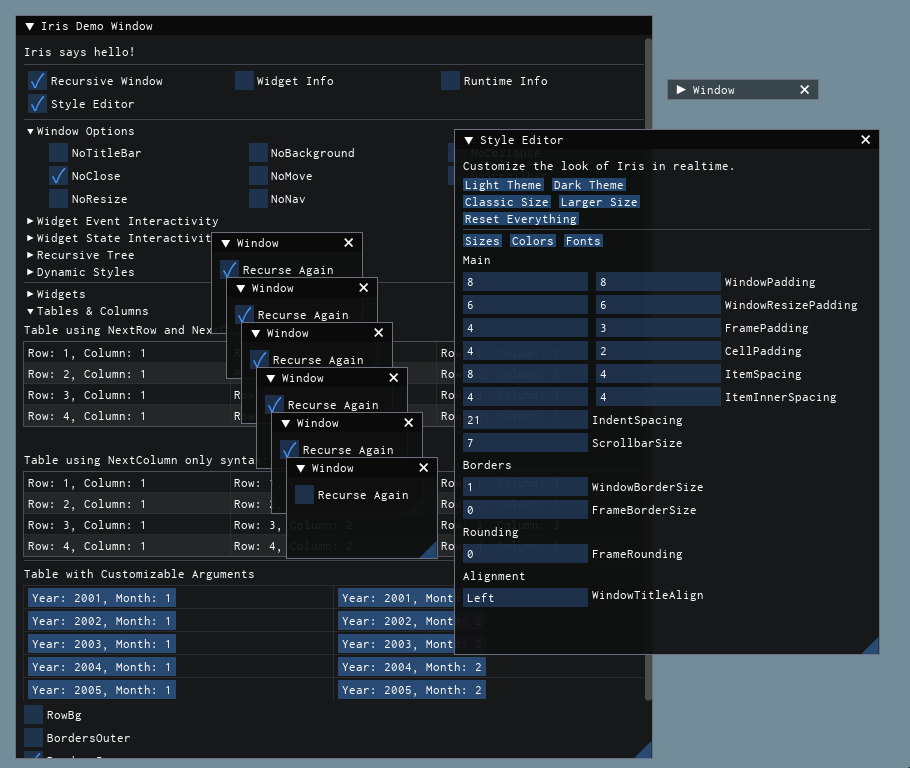 Iris Demo Window
Iris says hello!
Recursive Window Widget Info Runtime Info
Style Editor
Window Options
NoTitleBar NoBackground NoCollapse
NoClose NoMove
NoResize NoNav
Widget Event Interactivity
Widget State Interactivit
Recursive Tree
Dynamic Styles
Widgets
Tables & Columns
Table using NextRow and Nex
Row: 1, Column: 1 Ro
Row: 2, Column: 1 Ro
Row: 3, Column: 1 Ro
Row: 4, Column: 1 Ro
Table using NextColumn only synta
Row: 1, Column: 1 Row: Ro
Row: 2, Column: 1 Row: 2 Ro
Row: 3, Column: 1 Row: 3, Column: 2 Ro
Row: 4, Column: 1 Row: 4, Column: 2 Ro
Table with Customizable Arguments
Year: 2001, Month: 1 Year: 2001, Month:
Year: 2002, Month: 1 Year: 2002, Month: 2
Year: 2003, Month: 1 Year: 2003, Month: 2
Year: 2004, Month: 1 Year: 2004, Month: 2
Year: 2005, Month: 1 Year: 2005, Month: 2
RowBg
BordersOuter
Window
Recurse Again
Window
Recurse Again
Window
Recurse Again
Window
Recurse Again
Window
Recurse Again
Window
Recurse Again
Window
Style Editor
Customize the look of Iris in realtime.
Light Theme Dark Theme
Classic Size Larger Size
Reset Everything
Sizes Colors Fonts
Main
8 8 WindowPadding
6 6 WindowResizePadding
4 3 FramePadding
4 2 CellPadding
8 4 ItemSpacing
4 4 ItemInnerSpacing
21 IndentSpacing
7 ScrollbarSize
Borders
1 WindowBorderSize
0 FrameBorderSize
Rounding
0 FrameRounding
Alignment
Left WindowTitleAlign